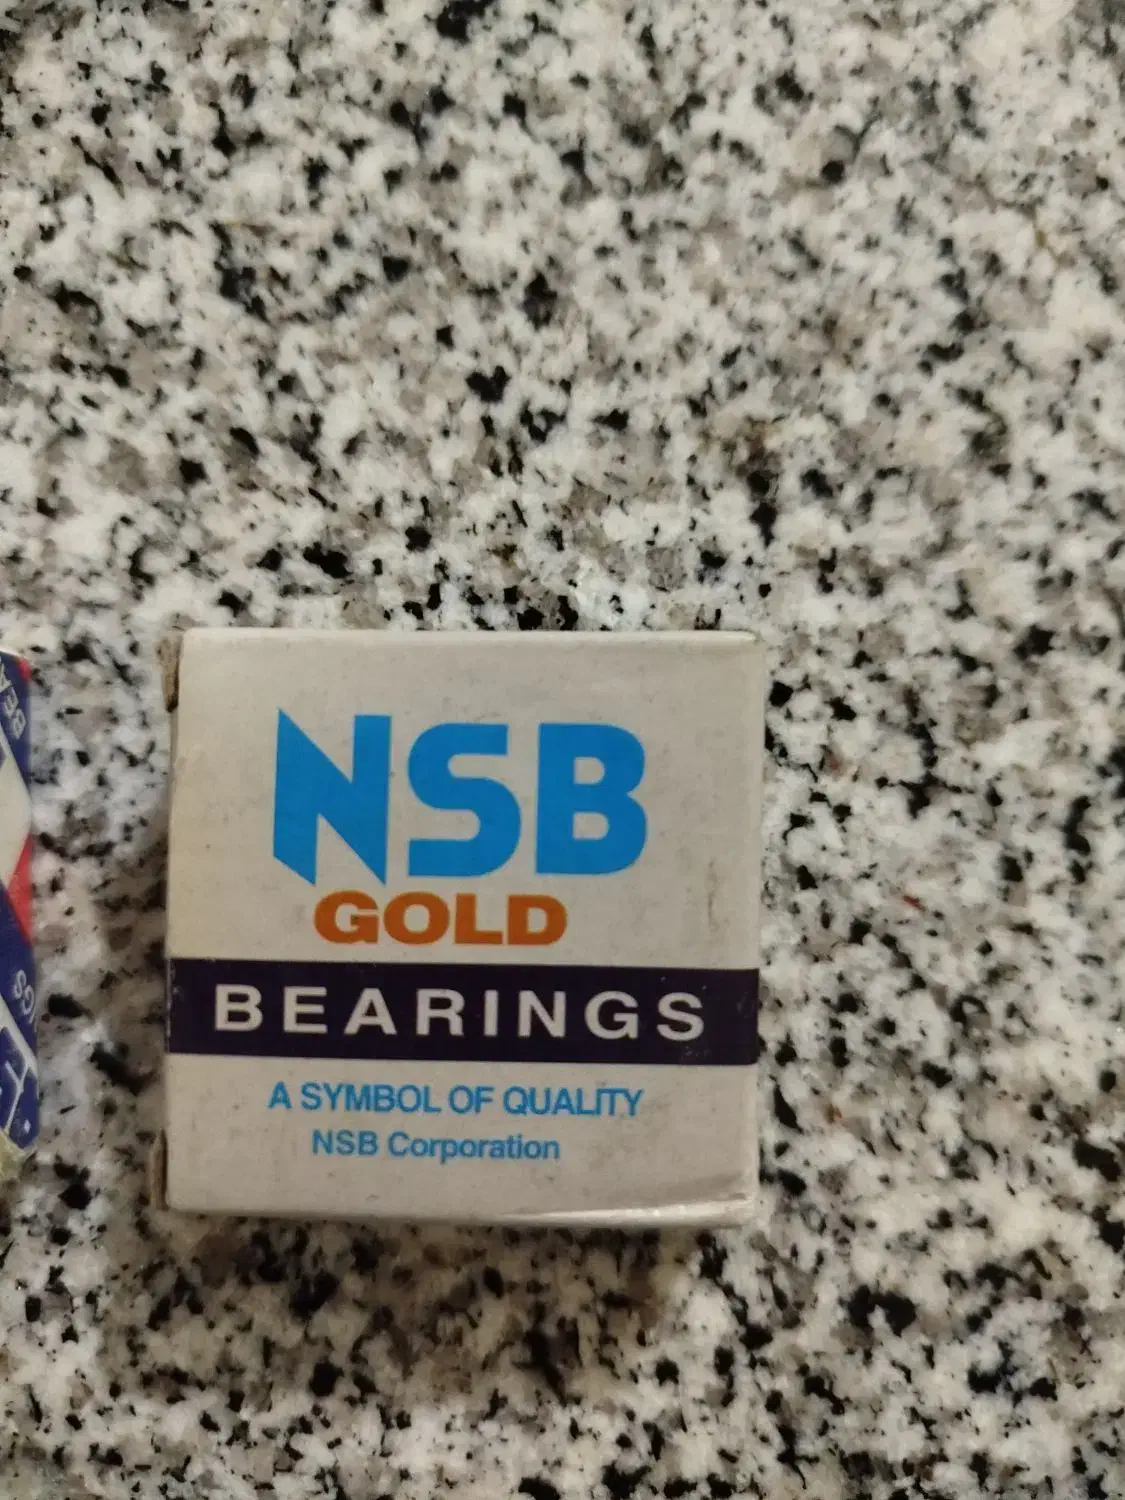 NSB
GOLD
BEARINGS
A SYMBOL OF QUALITY
NSB Corporation